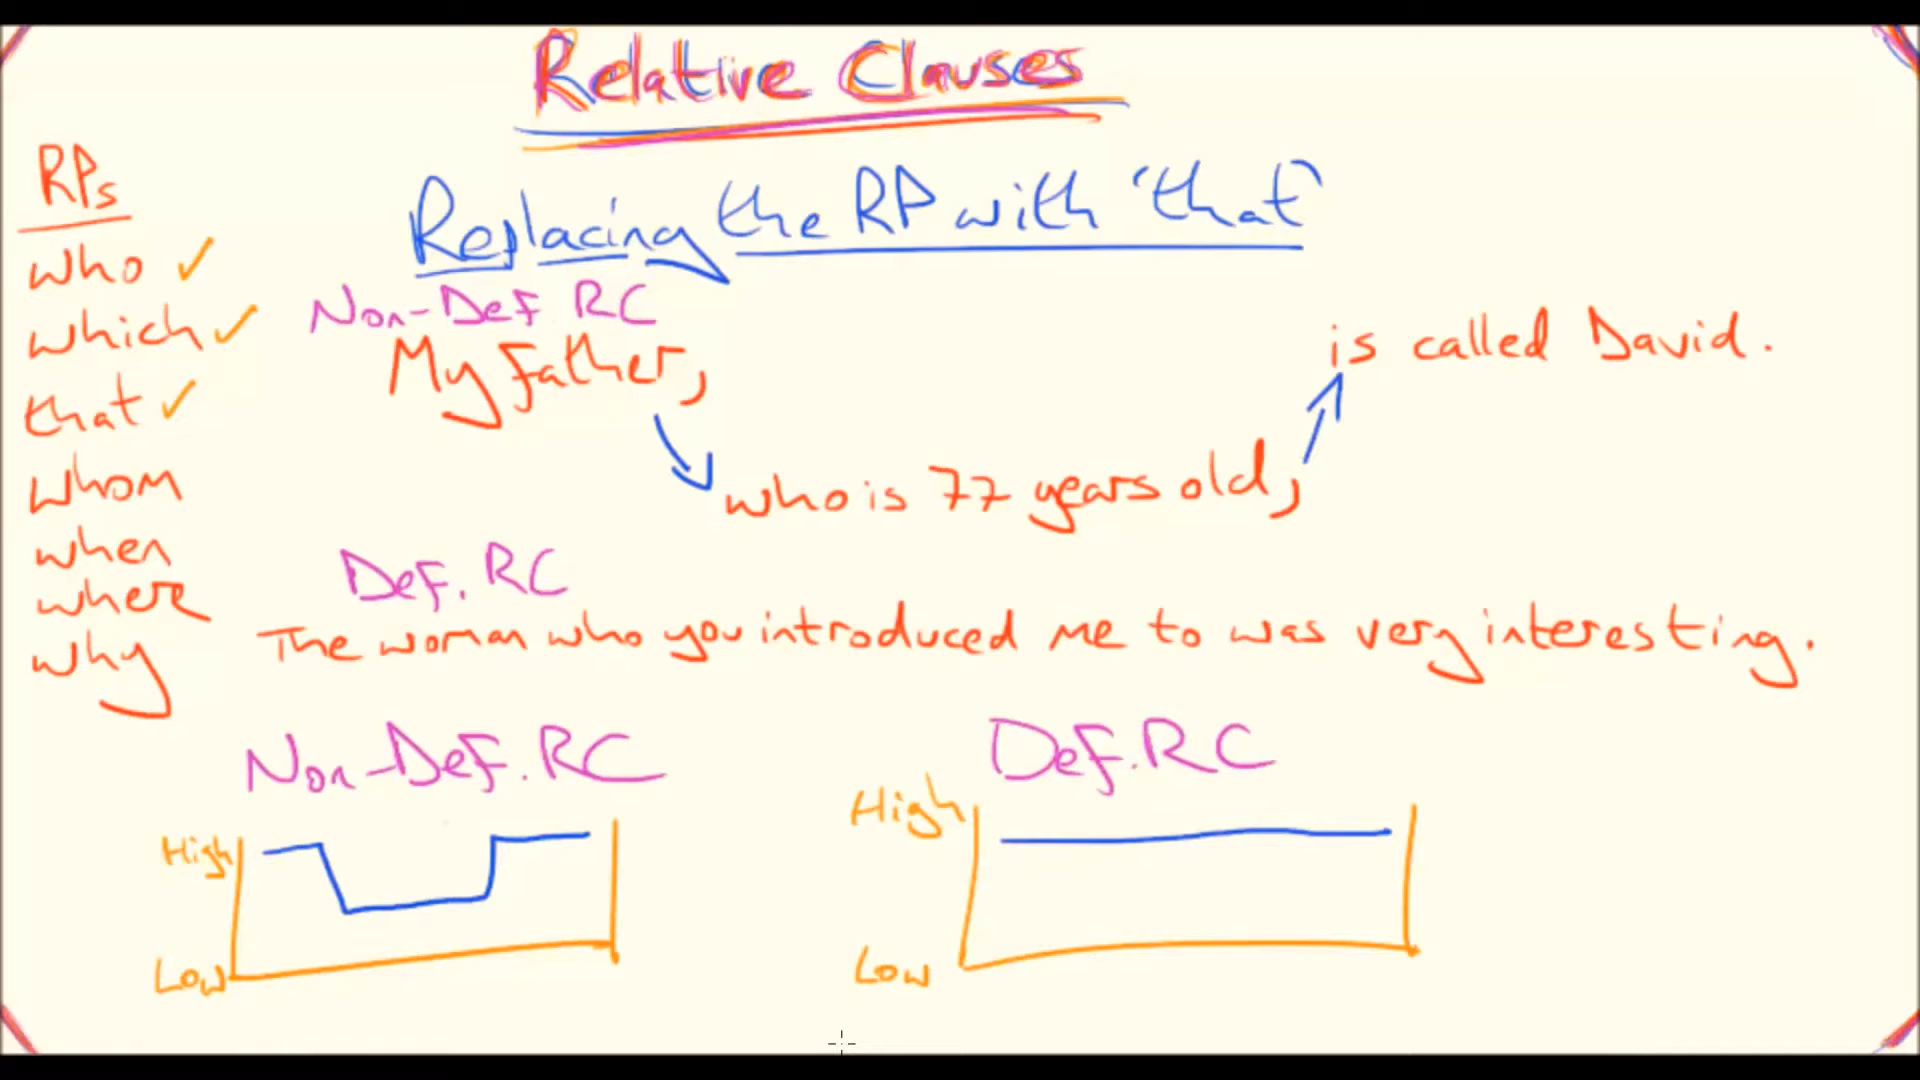 Relative Clauses
Replacing the RP with 'that'
RPs
who ✓
which ✓
that ✓
whom
when
where
why
Non-Def RC
My father,
who is 77 years old,
is called David.
Def. RC
The woman who you introduced me to was very interesting.
Non-Def. RC
High
Low
Def. RC
High
Low